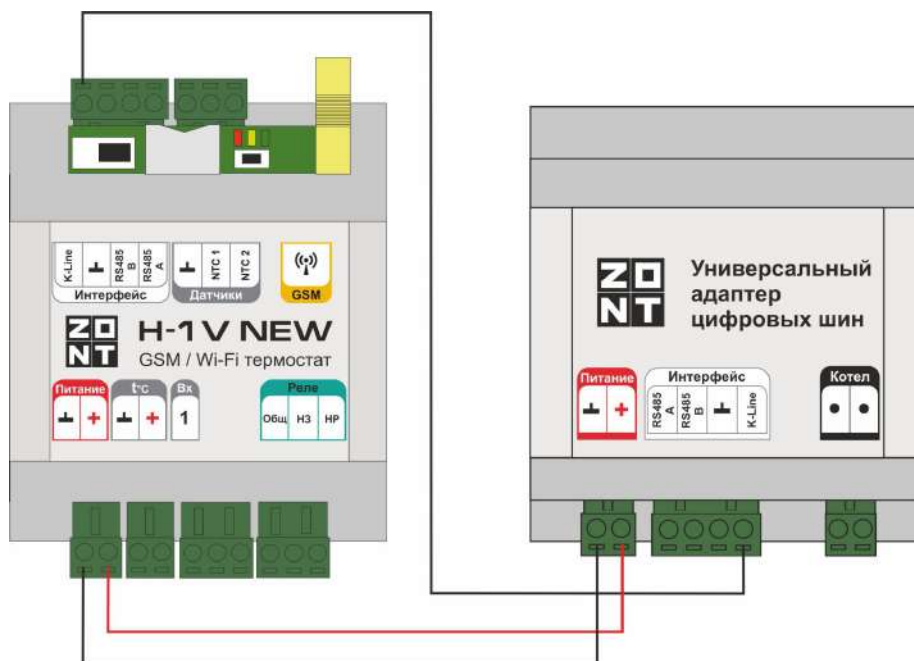 K-Line
RS485 B
RS485 A
NTC 1
NTC 2
Интерфейс
Датчики
GSM
ZONT
H-1V NEW
GSM / Wi-Fi термостат
Питание
t°C
Вх
Реле
+
+
1
Общ
НЗ
НР
ZONT
Универсальный
адаптер
цифровых шин
Питание
Интерфейс
Котел
+
RS485 A
RS485 B
K-Line